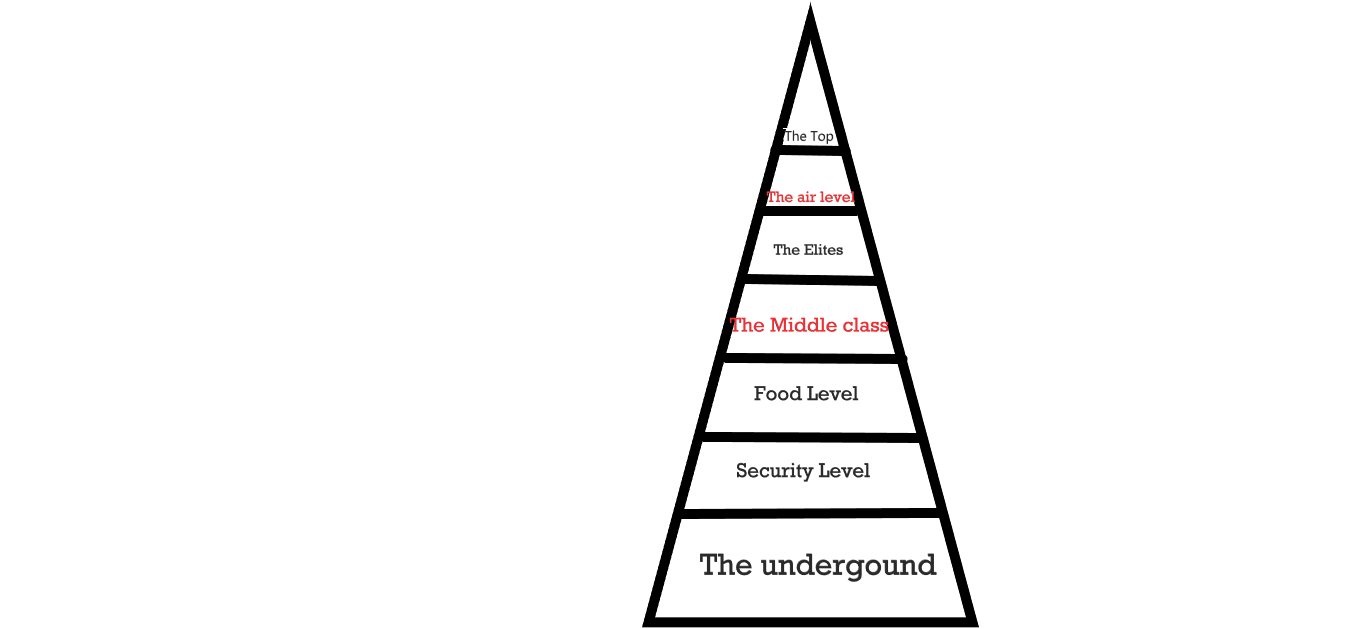 The Top
The air level
The Elites
The Middle class
Food Level
Security Level
The undergound